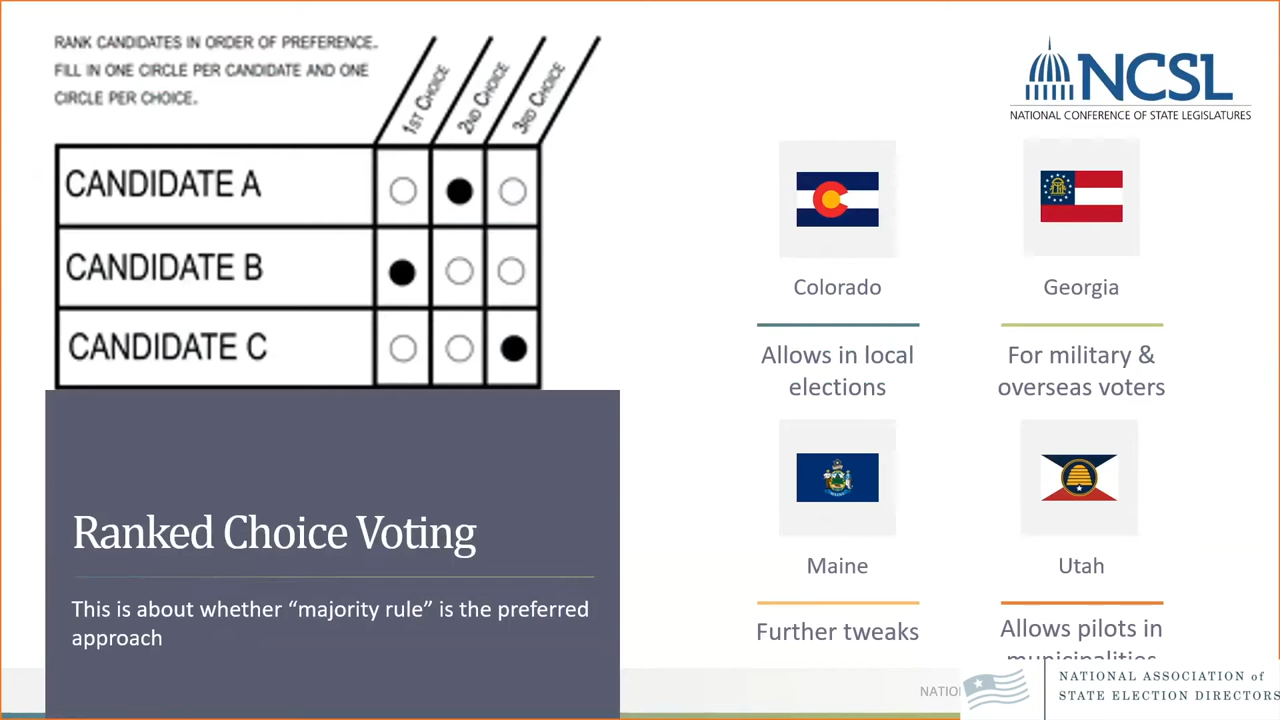 RANK CANDIDATES IN ORDER OF PREFERENCE.
FILL IN ONE CIRCLE PER CANDIDATE AND ONE
CIRCLE PER CHOICE.
1ST CHOICE
2ND CHOICE
3RD CHOICE
CANDIDATE A
CANDIDATE B
CANDIDATE C
Ranked Choice Voting
This is about whether “majority rule” is the preferred
approach
NCSL
NATIONAL CONFERENCE OF STATE LEGISLATURES
Colorado
Allows in local
elections
Georgia
For military &
overseas voters
Maine
Further tweaks
Utah
Allows pilots in
municipalities
NATIO
NATIONAL ASSOCIATION of
STATE ELECTION DIRECTORS